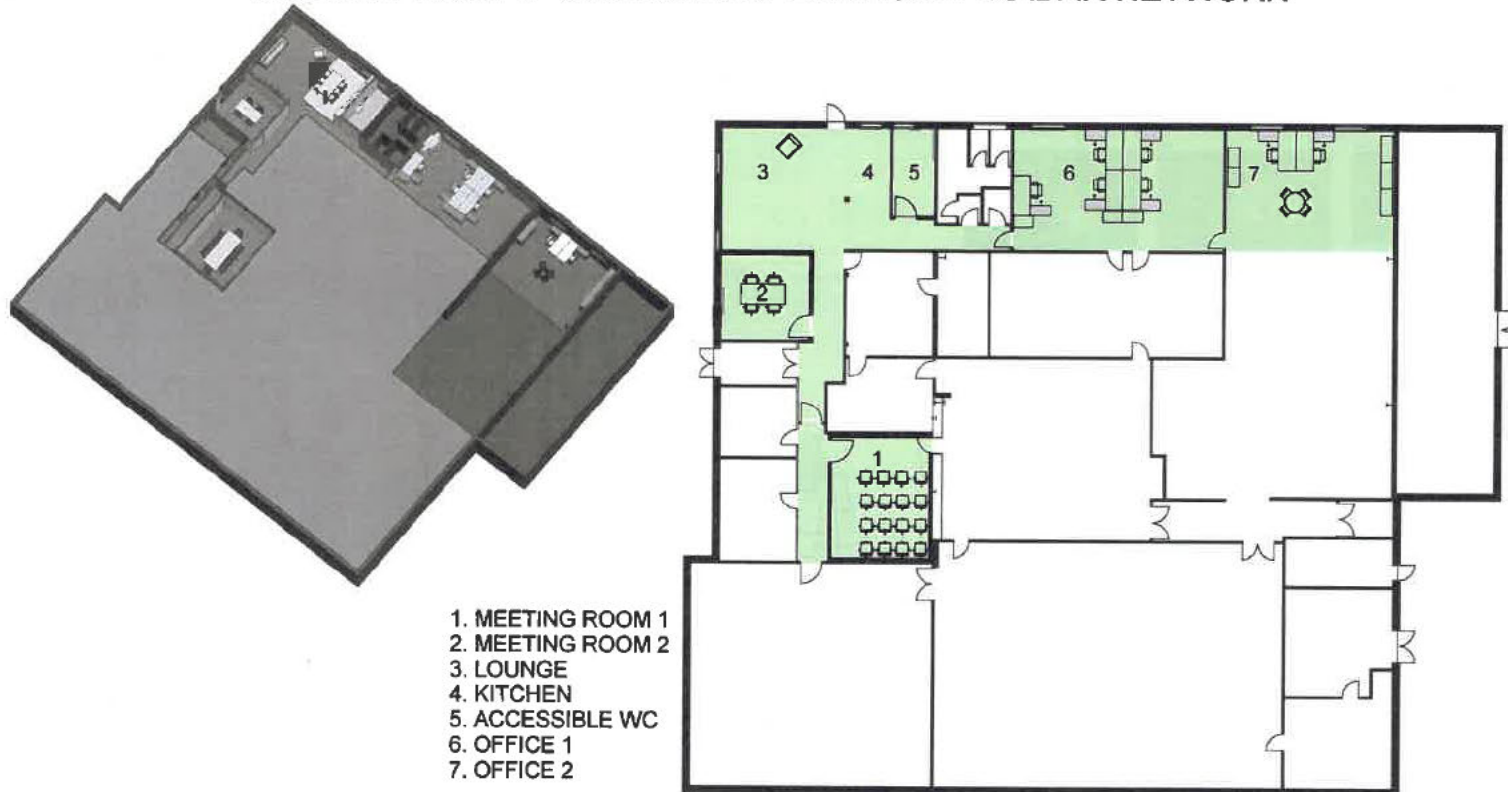 1. MEETING ROOM 1
2. MEETING ROOM 2
3. LOUNGE
4. KITCHEN
5. ACCESSIBLE WC
6. OFFICE 1
7. OFFICE 2
3
4
5
6
7
2
1